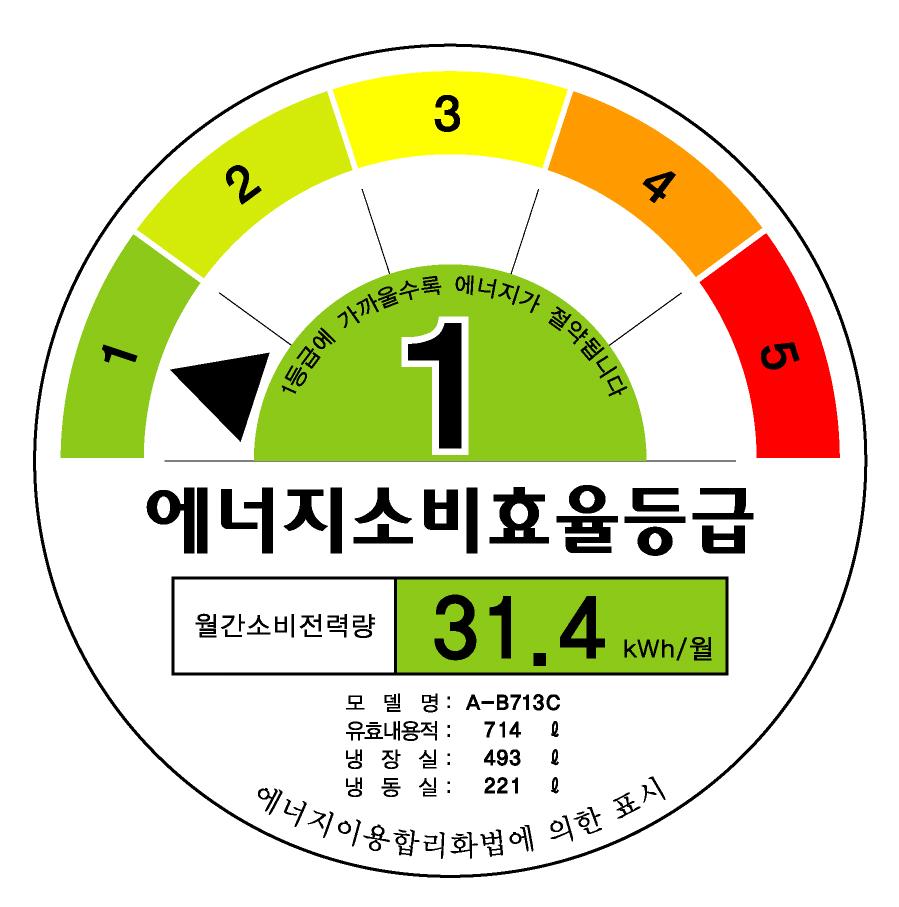 1
2
3
4
5
1등급에 가까울수록 에너지가 절약됩니다
1
에너지소비효율등급
월간소비전력량 31.4 kWh/월
모 델 명 : A-B713C
유효내용적 : 714 ℓ
냉 장 실 : 493 ℓ
냉 동 실 : 221 ℓ
에너지이용합리화법에 의한 표시